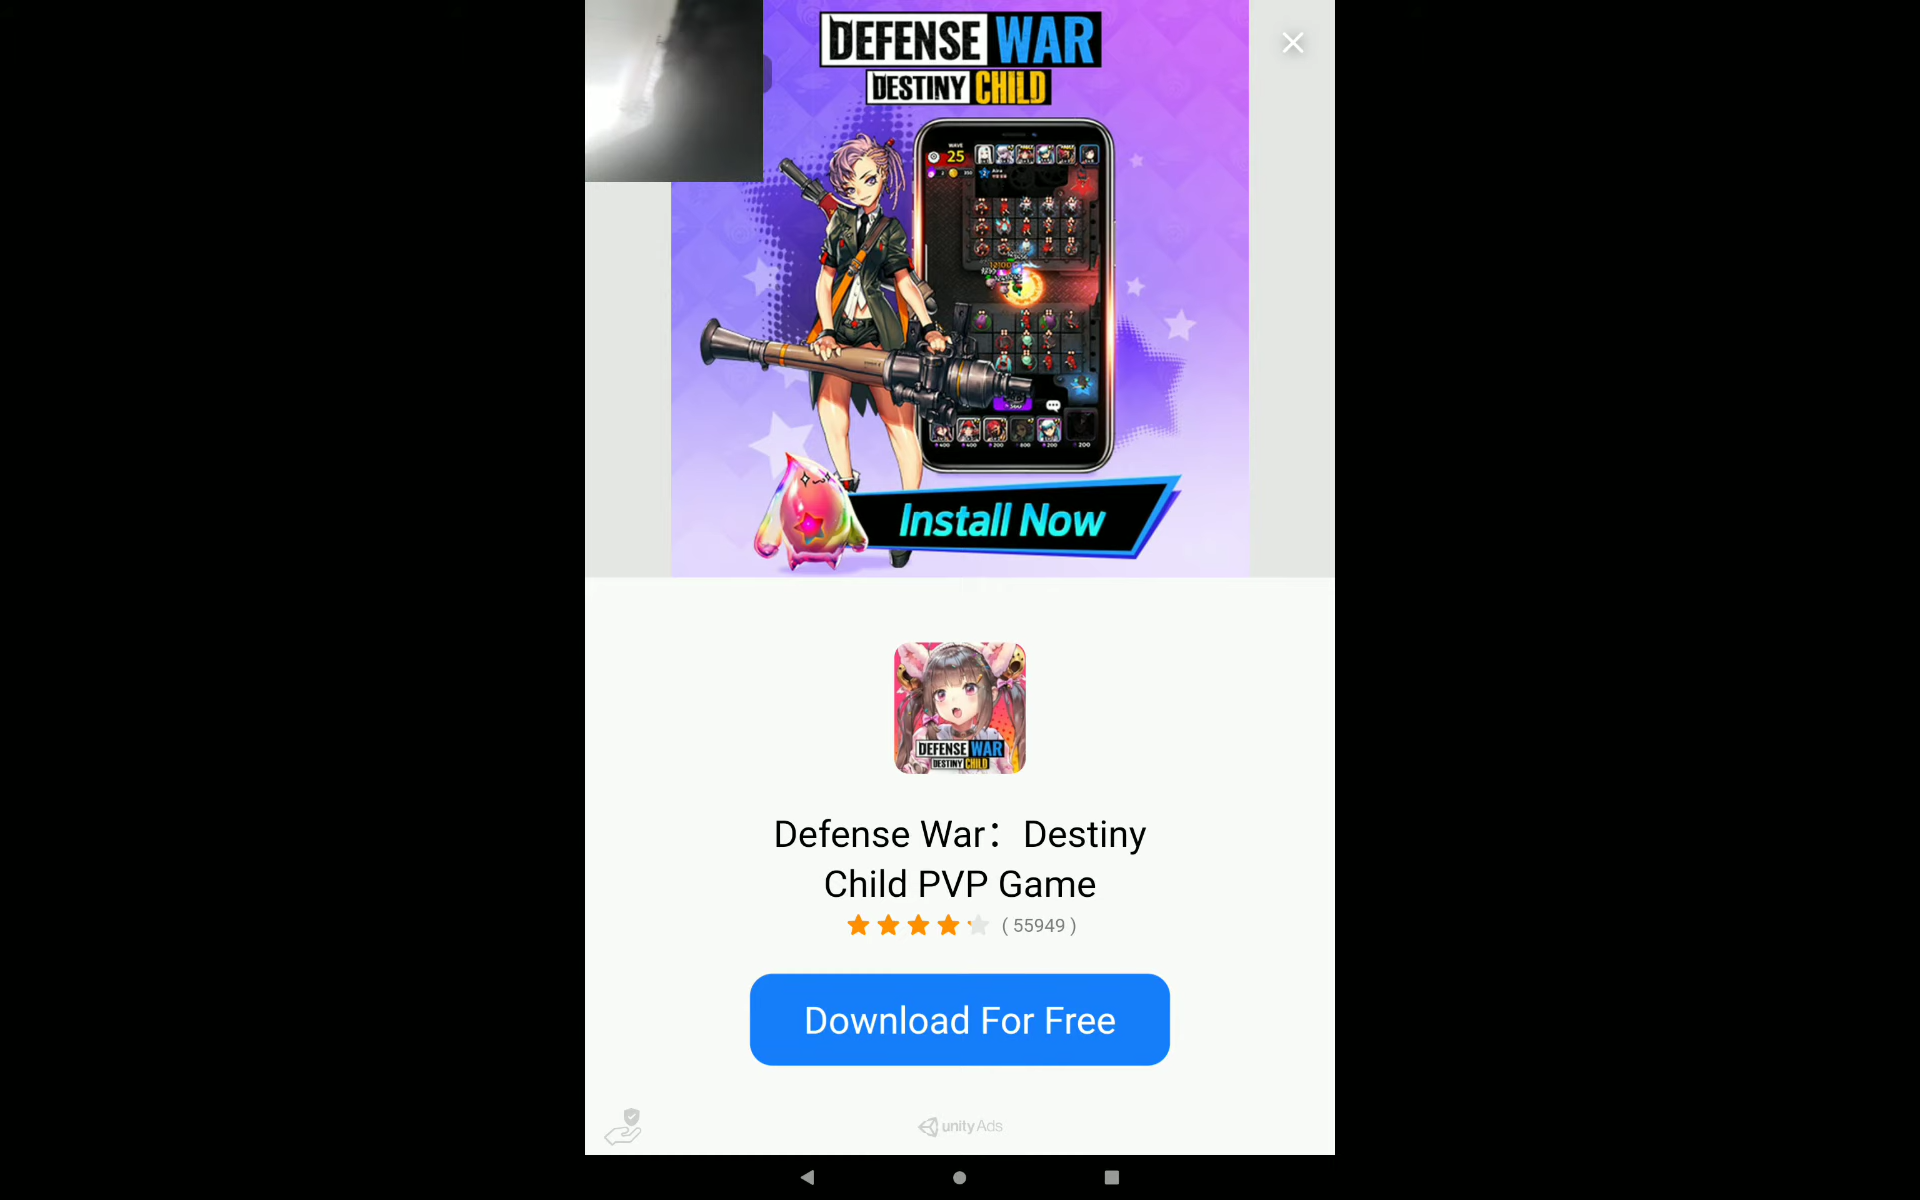 DEFENSE WAR
DESTINY CHILD
WAVE
25
Install Now
DEFENSE WAR
DESTINY CHILD
Defense War： Destiny
Child PVP Game
( 55949 )
Download For Free
unity Ads